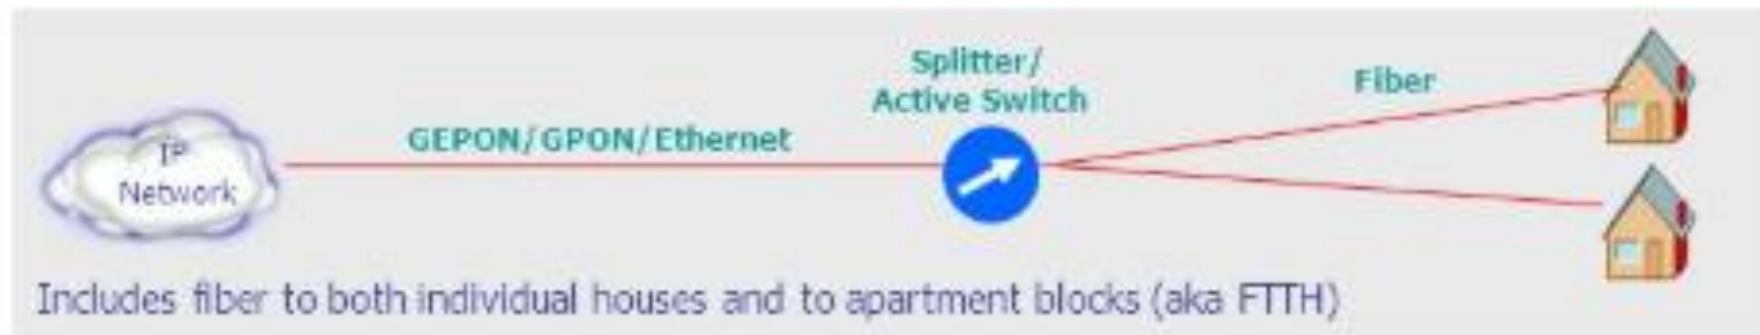 Splitter/
Active Switch
Fiber
GEPON/GPON/Ethernet
IP
Network
Includes fiber to both individual houses and to apartment blocks (aka FTTH)